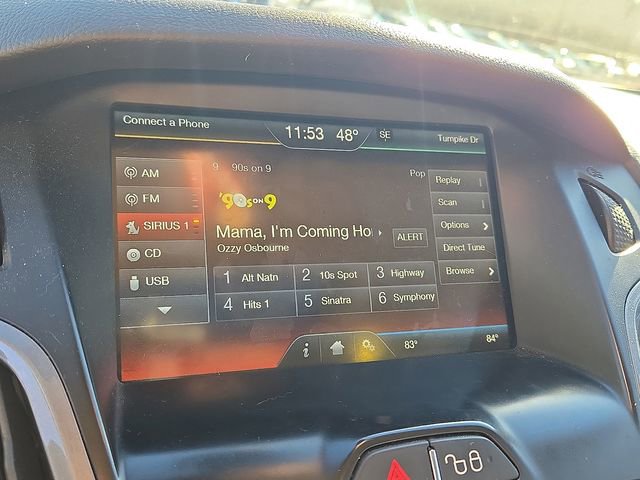 Connect a Phone
11:53 48° SE
Turnpike Dr
AM
FM
SIRIUS 1
CD
USB
9 90s on 9
Pop
'90s ON 9
Mama, I'm Coming Ho
Ozzy Osbourne
ALERT
Replay
Scan
Options
Direct Tune
Browse
1 Alt Natn
2 10s Spot
3 Highway
4 Hits 1
5 Sinatra
6 Symphony
i
83°
84°